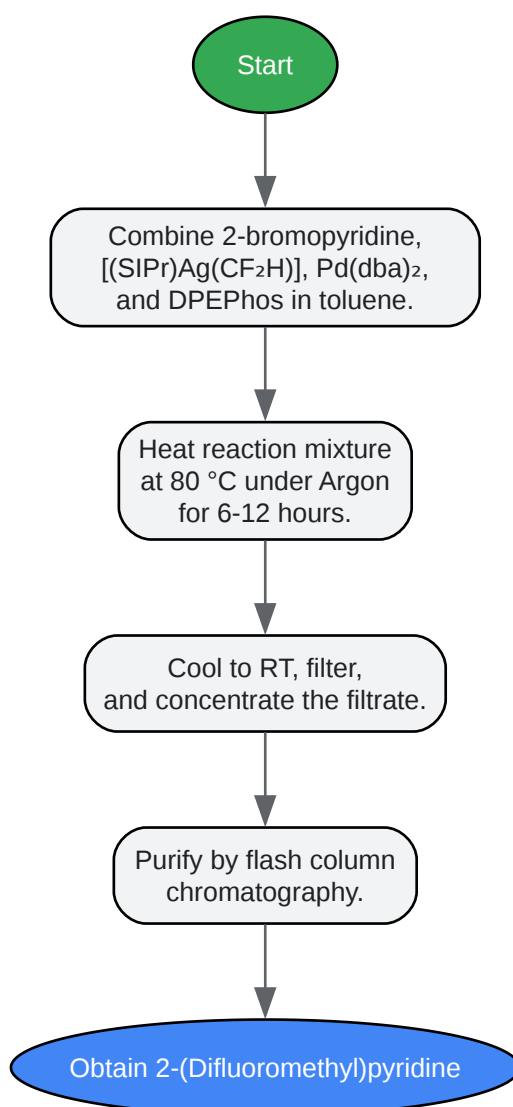 Start
Combine 2-bromopyridine,
[(SIPr)Ag(CF₂H)], Pd(dba)₂,
and DPEPhos in toluene.
Heat reaction mixture
at 80 °C under Argon
for 6-12 hours.
Cool to RT, filter,
and concentrate the filtrate.
Purify by flash column
chromatography.
Obtain 2-(Difluoromethyl)pyridine